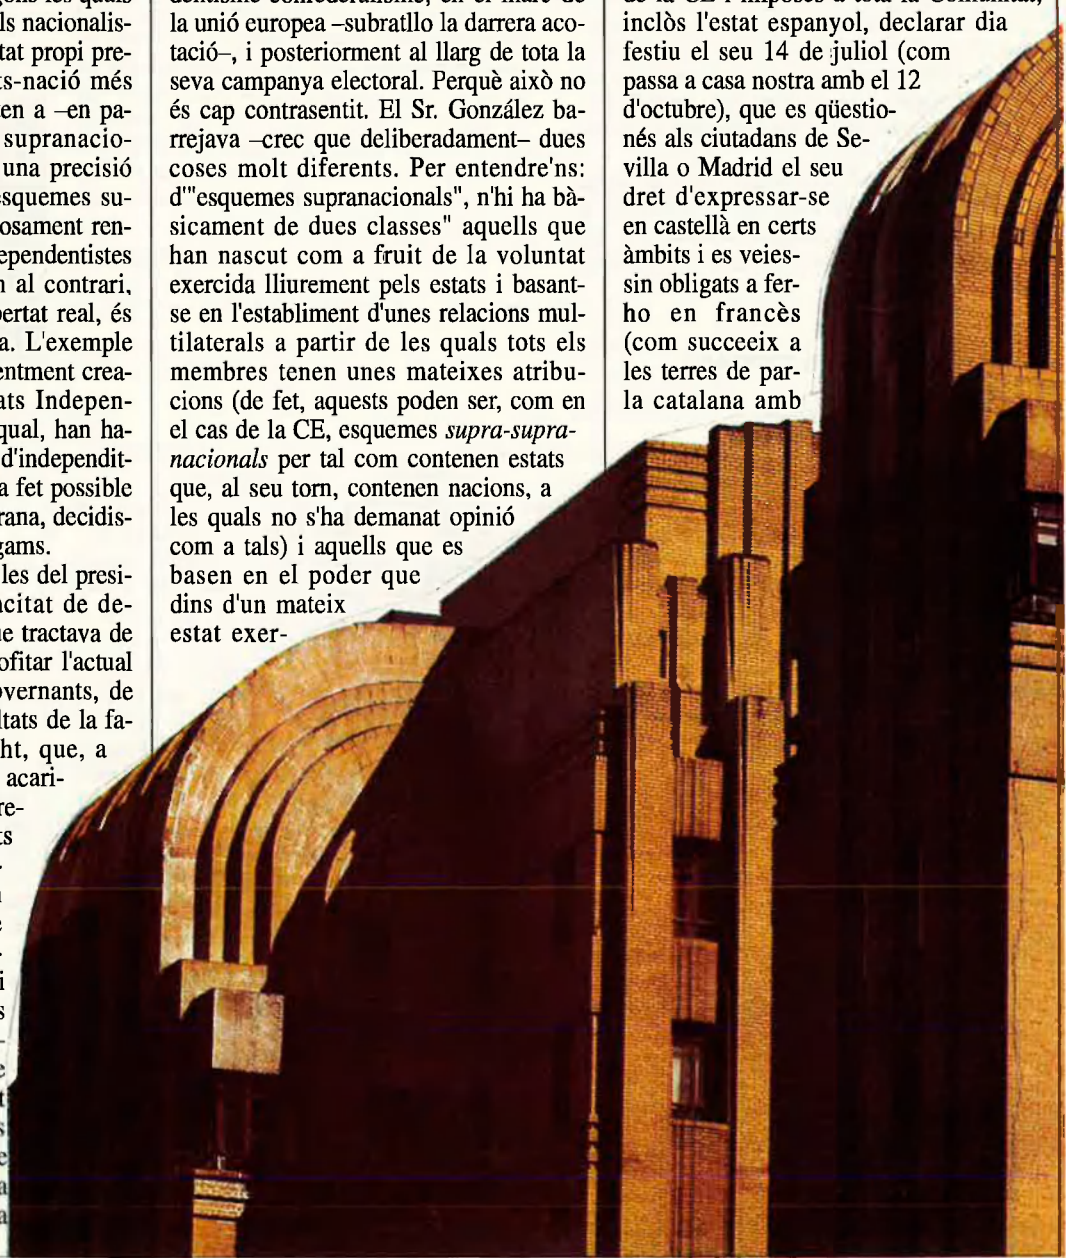 ls nacionalis-
tat propi pre-
ts-nació més
en a –en pa-
supranacio-
una precisió
esquemes su-
osament ren-
ependentistes
al contrari,
ertat real, és
a. L'exemple
entment crea-
ats Indepen-
qual, han ha-
d'independit-
a fet possible
rana, decidis-
gams.
les del presi-
acitat de de-
e tractava de
ofitar l'actual
overnants, de
ltats de la fa-
ht, que, a
acari-
re-
ts
i
s
e
t
s
e
a
a
la unió europea –subratllo la darrera aco-
tació–, i posteriorment al llarg de tota la
seva campanya electoral. Perquè això no
és cap contrasentit. El Sr. González ba-
rrejava –crec que deliberadament– dues
coses molt diferents. Per entendre'ns:
d'"esquemes supranacionals", n'hi ha bà-
sicament de dues classes" aquells que
han nascut com a fruit de la voluntat
exercida lliurement pels estats i basant-
se en l'establiment d'unes relacions mul-
tilaterals a partir de les quals tots els
membres tenen unes mateixes atribu-
cions (de fet, aquests poden ser, com en
el cas de la CE, esquemes supra-supra-
nacionals per tal com contenen estats
que, al seu torn, contenen nacions, a
les quals no s'ha demanat opinió
com a tals) i aquells que es
basen en el poder que
dins d'un mateix
estat exer-
de la CE i imposés a tota la Comunitat,
inclòs l'estat espanyol, declarar dia
festiu el seu 14 de juliol (com
passa a casa nostra amb el 12
d'octubre), que es qüestio-
nés als ciutadans de Se-
villa o Madrid el seu
dret d'expressar-se
en castellà en certs
àmbits i es veies-
sin obligats a fer-
ho en francès
(com succeeix a
les terres de par-
la catalana amb